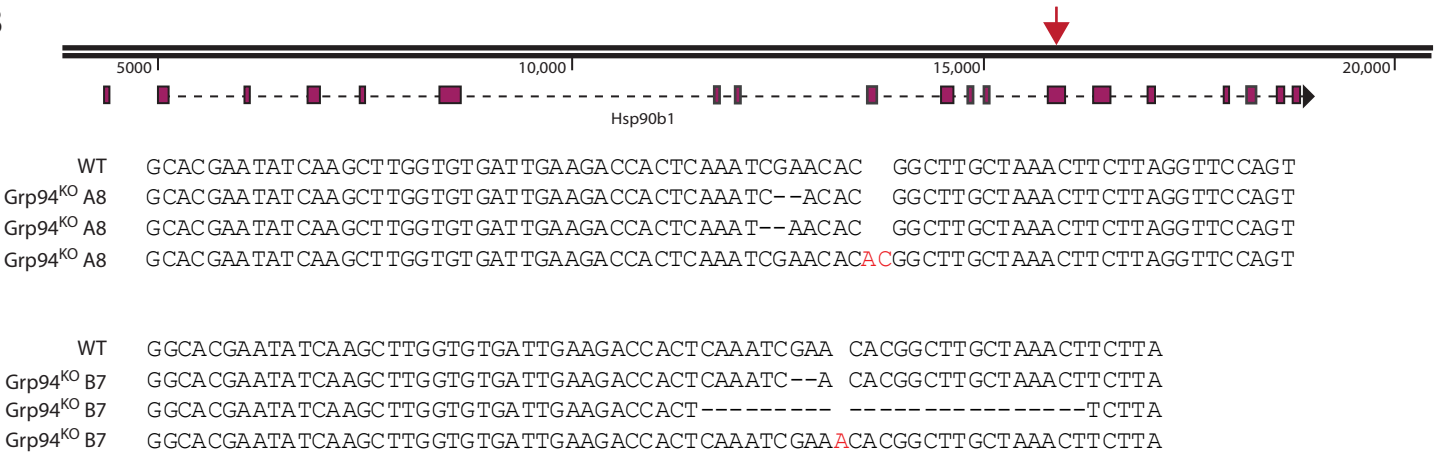 5000 10,000 15,000 20,000
Hsp90b1
WT GCACGAATATCAAGCTTGGTGTGATTGAAGACCACTCAAATCGAACAC GGCTTGCTAAACTTCTTAGGTTCCAGT
Grp94KO A8 GCACGAATATCAAGCTTGGTGTGATTGAAGACCACTCAAATC--ACAC GGCTTGCTAAACTTCTTAGGTTCCAGT
Grp94KO A8 GCACGAATATCAAGCTTGGTGTGATTGAAGACCACTCAAAT--AACAC GGCTTGCTAAACTTCTTAGGTTCCAGT
Grp94KO A8 GCACGAATATCAAGCTTGGTGTGATTGAAGACCACTCAAATCGAACACACGGCTTGCTAAACTTCTTAGGTTCCAGT
WT GGCACGAATATCAAGCTTGGTGTGATTGAAGACCACTCAAATCGAA CACGGCTTGCTAAACTTCTTA
Grp94KO B7 GGCACGAATATCAAGCTTGGTGTGATTGAAGACCACTCAAATC--A CACGGCTTGCTAAACTTCTTA
Grp94KO B7 GGCACGAATATCAAGCTTGGTGTGATTGAAGACCACT--------- ----------------TCTTA
Grp94KO B7 GGCACGAATATCAAGCTTGGTGTGATTGAAGACCACTCAAATCGAAACACGGCTTGCTAAACTTCTTA